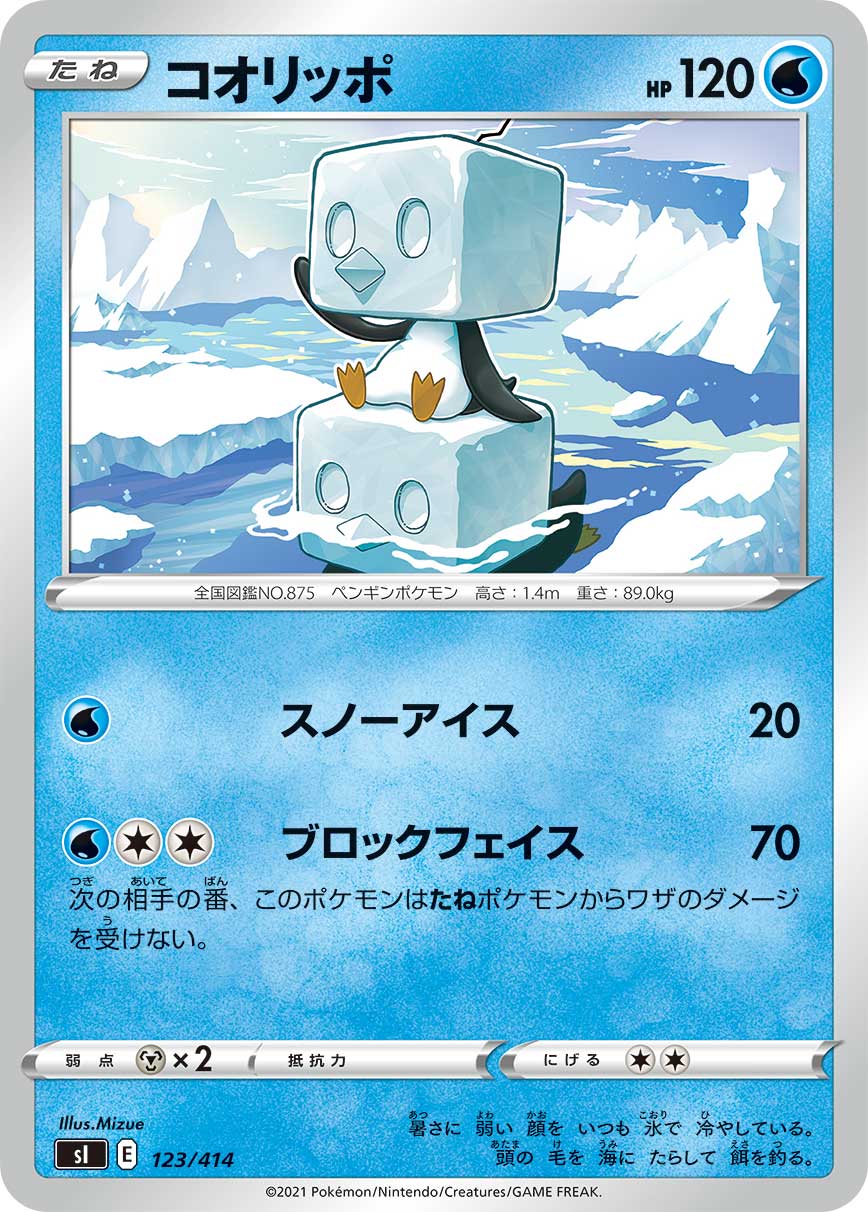 たね コオリッポ HP 120
全国図鑑NO.875 ペンギンポケモン 高さ：1.4m 重さ：89.0kg
スノーアイス 20
ブロックフェイス 70
次の相手の番、このポケモンはたねポケモンからワザのダメージ
を受けない。
弱点 ×2 抵抗力 にげる
Illus.Mizue
暑さに 弱い 顔を いつも 氷で 冷やしている。
頭の 毛を 海に たらして 餌を釣る。
sI E 123/414
©2021 Pokémon/Nintendo/Creatures/GAME FREAK.